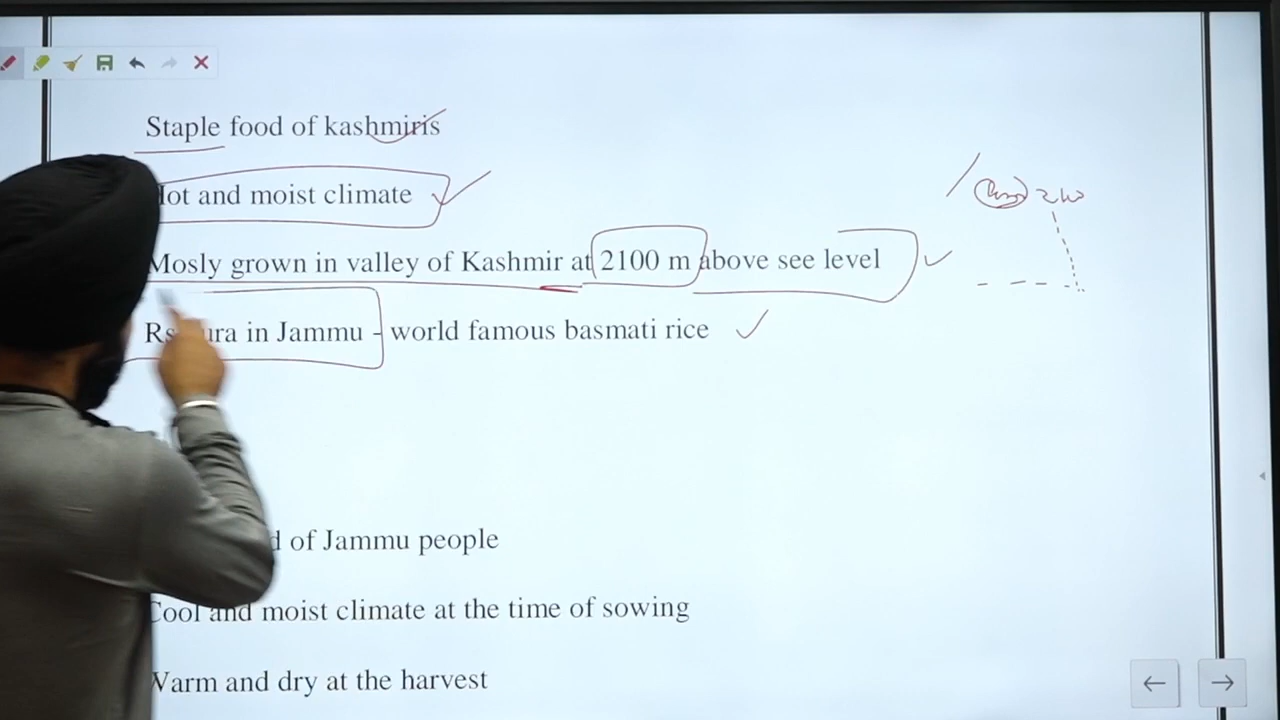 Staple food of kashmiris
Hot and moist climate
Mosly grown in valley of Kashmir at 2100 m above see level
in Jammu - world famous basmati rice
of Jammu people
Cool and moist climate at the time of sowing
Warm and dry at the harvest